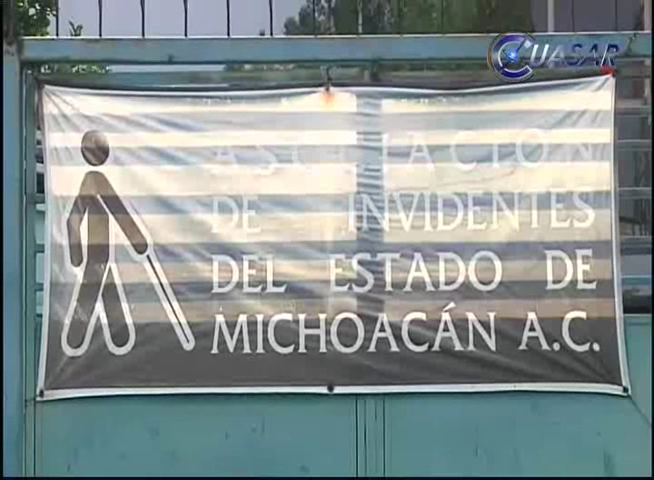 CUASAR
ASOCIACIÓN
DE INVIDENTES
DEL ESTADO DE
MICHOACÁN A.C.